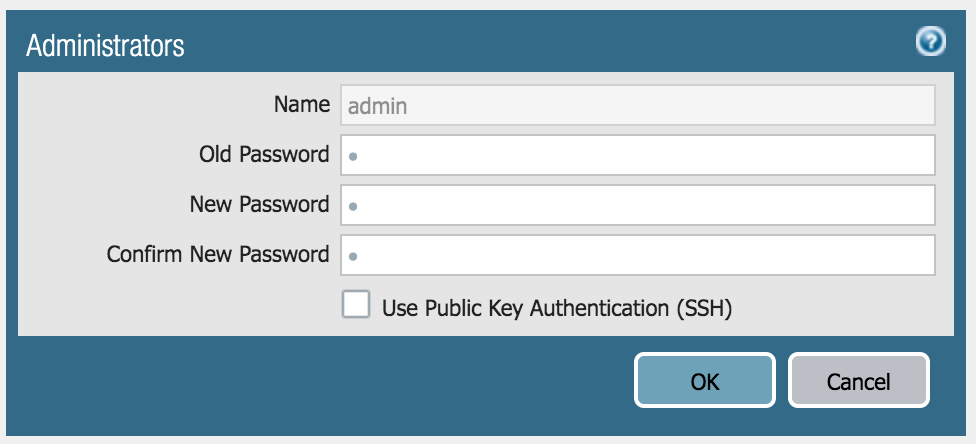 Administrators
?
Name admin
Old Password •
New Password •
Confirm New Password •
Use Public Key Authentication (SSH)
OK Cancel